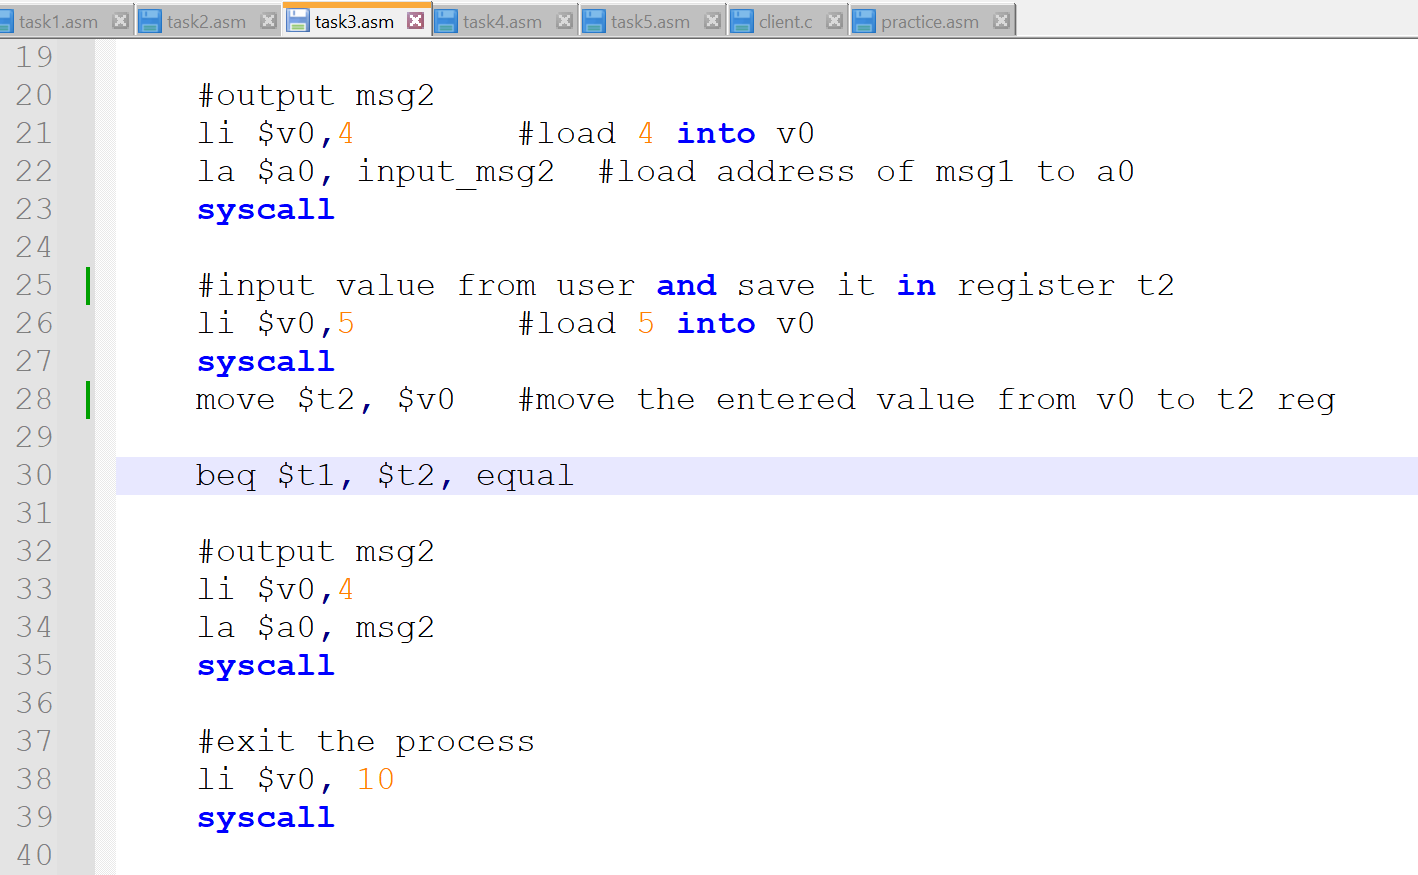 task1.asm task2.asm task3.asm task4.asm task5.asm client.c practice.asm
19
20 #output msg2
21 li $v0,4 #load 4 into v0
22 la $a0, input_msg2 #load address of msg1 to a0
23 syscall
24
25 #input value from user and save it in register t2
26 li $v0,5 #load 5 into v0
27 syscall
28 move $t2, $v0 #move the entered value from v0 to t2 reg
29
30 beq $t1, $t2, equal
31
32 #output msg2
33 li $v0,4
34 la $a0, msg2
35 syscall
36
37 #exit the process
38 li $v0, 10
39 syscall
40